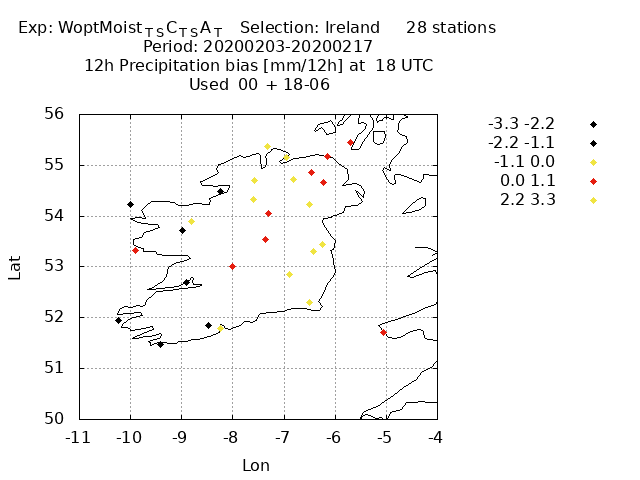 Exp: WoptMoist_TS C_TS A_T Selection: Ireland 28 stations
Period: 20200203-20200217
12h Precipitation bias [mm/12h] at 18 UTC
Used 00 + 18-06
-3.3 -2.2
-2.2 -1.1
-1.1 0.0
0.0 1.1
2.2 3.3
56
55
54
53
52
51
50
Lat
-11 -10 -9 -8 -7 -6 -5 -4
Lon